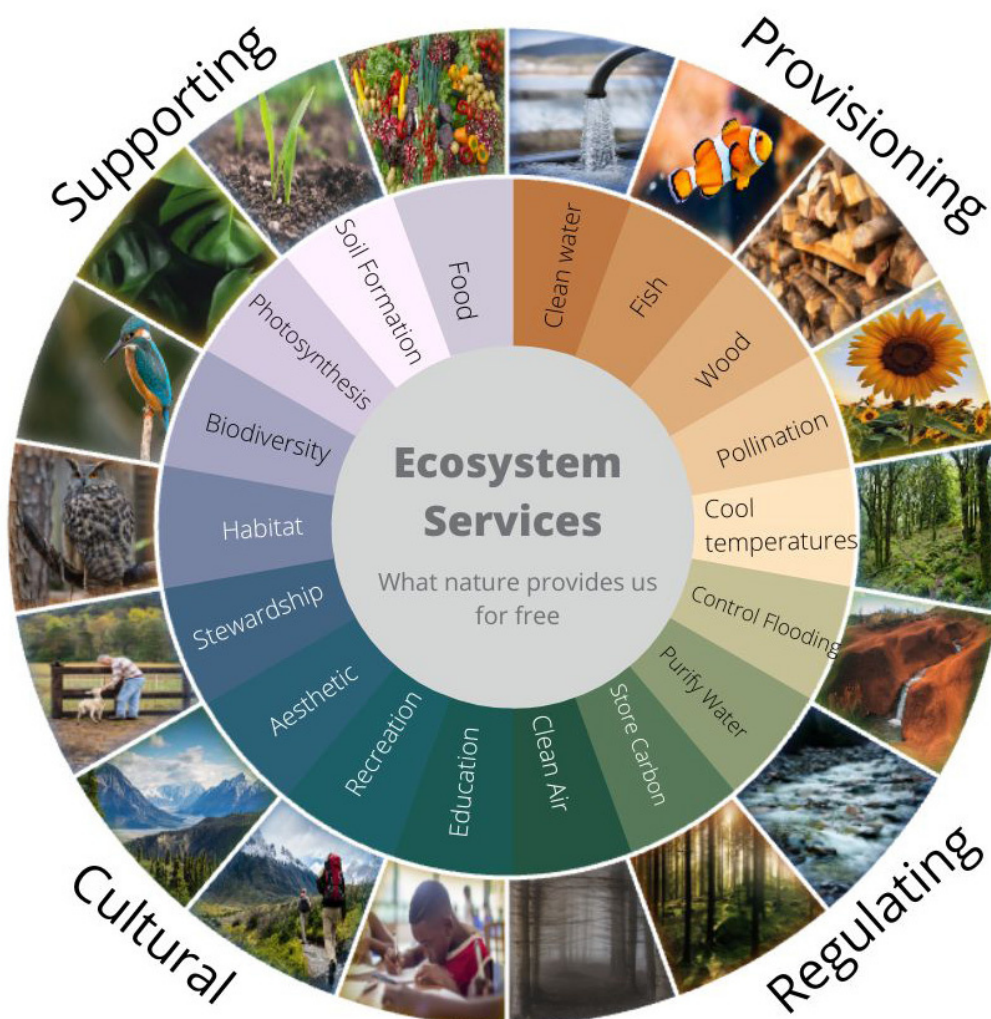 Supporting
Provisioning
Ecosystem
Services
What nature provides us
for free
Clean water
Fish
Wood
Pollination
Cool
temperatures
Control Flooding
Purify Water
Store Carbon
Clean Air
Education
Recreation
Aesthetic
Stewardship
Habitat
Biodiversity
Photosynthesis
Soil Formation
Food
Cultural
Regulating